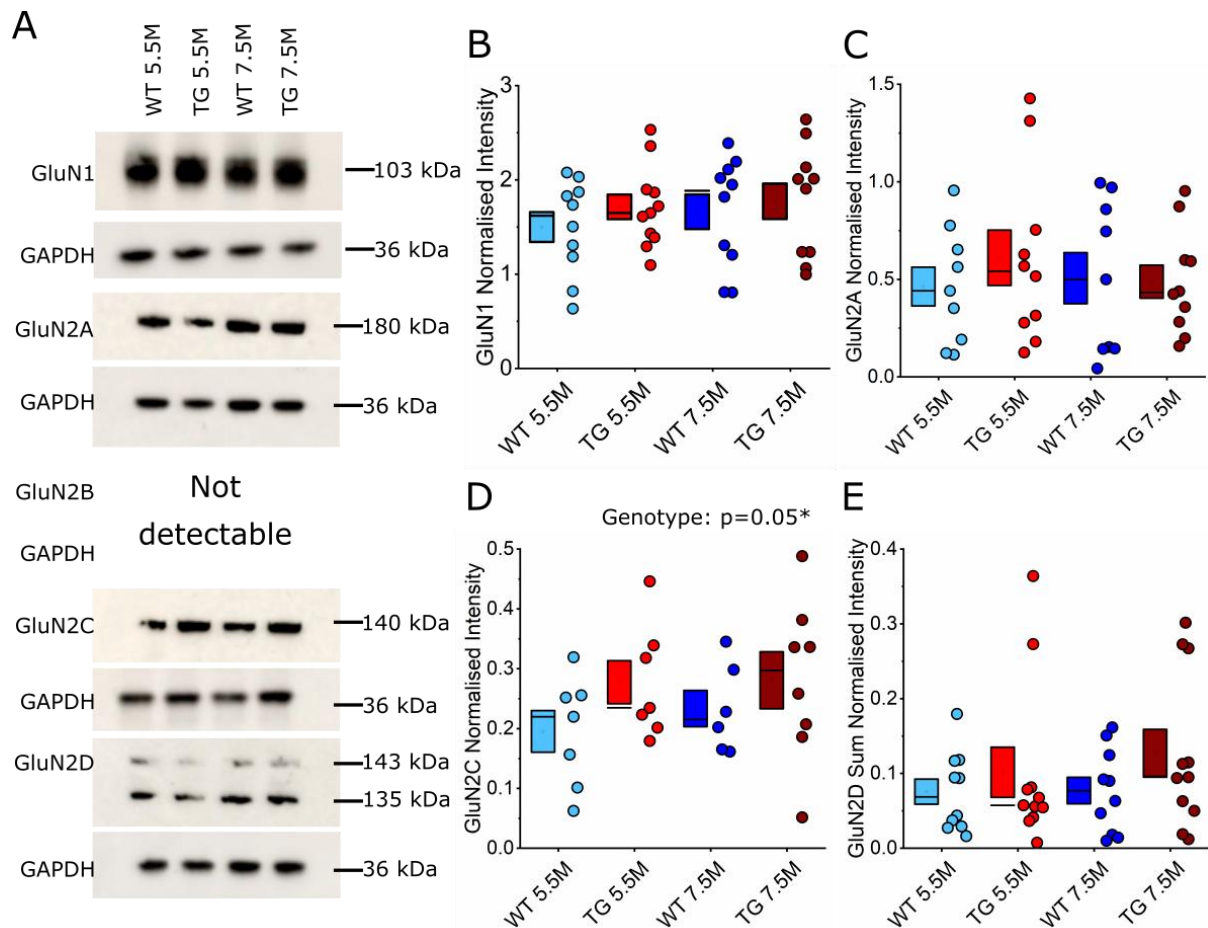 A
WT 5.5M
TG 5.5M
WT 7.5M
TG 7.5M
GluN1
103 kDa
GAPDH
36 kDa
GluN2A
180 kDa
GAPDH
36 kDa
GluN2B
Not
detectable
GAPDH
GluN2C
140 kDa
GAPDH
36 kDa
GluN2D
143 kDa
135 kDa
GAPDH
36 kDa
B
GluN1 Normalised Intensity
3
2
1
0
WT 5.5M
TG 5.5M
WT 7.5M
TG 7.5M
C
GluN2A Normalised Intensity
1.5
1.0
0.5
0.0
WT 5.5M
TG 5.5M
WT 7.5M
TG 7.5M
D
Genotype: p=0.05*
GluN2C Normalised Intensity
0.5
0.4
0.3
0.2
0.1
0.0
WT 5.5M
TG 5.5M
WT 7.5M
TG 7.5M
E
GluN2D Sum Normalised Intensity
0.4
0.3
0.2
0.1
0.0
WT 5.5M
TG 5.5M
WT 7.5M
TG 7.5M